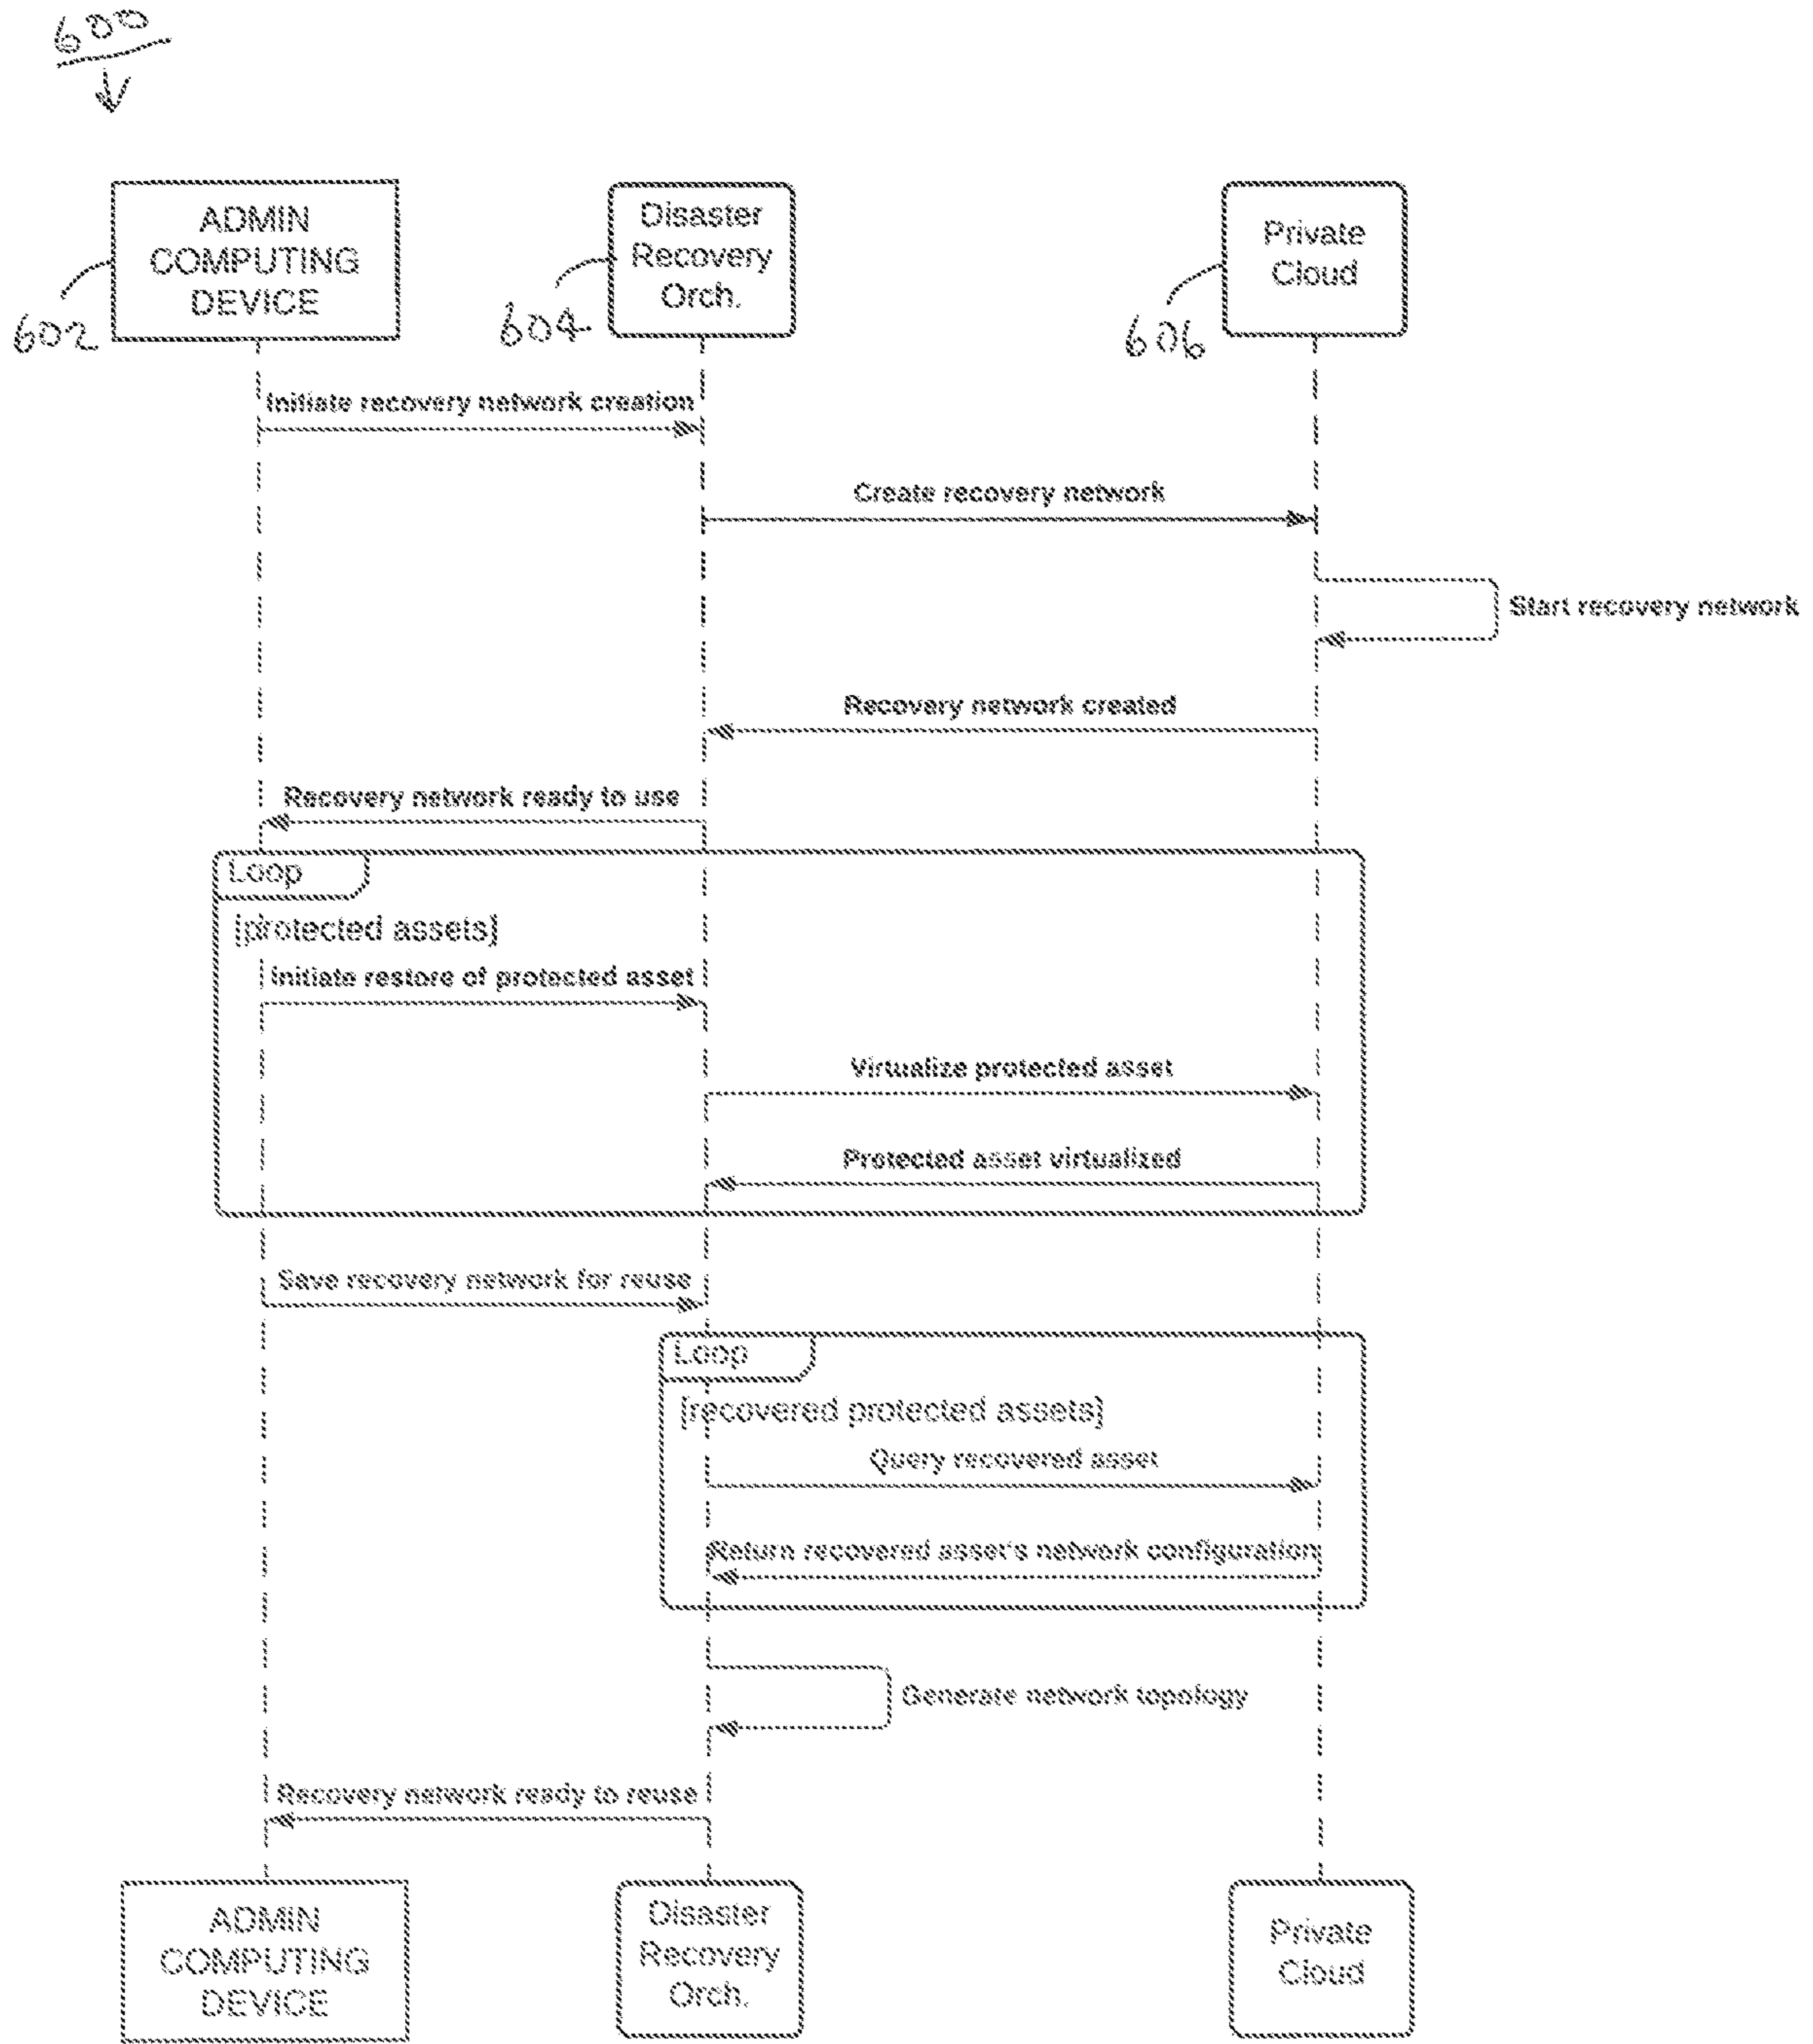 600
ADMIN
COMPUTING
DEVICE
602
Disaster
Recovery
Orch.
604
Private
Cloud
606
Initiate recovery network creation
Create recovery network
Start recovery network
Recovery network created
Recovery network ready to use
Loop
[protected assets]
Initiate restore of protected asset
Virtualize protected asset
Protected asset virtualized
Save recovery network for reuse
Loop
[recovered protected assets]
Query recovered asset
Return recovered asset's network configuration
Generate network topology
Recovery network ready to reuse
ADMIN
COMPUTING
DEVICE
Disaster
Recovery
Orch.
Private
Cloud